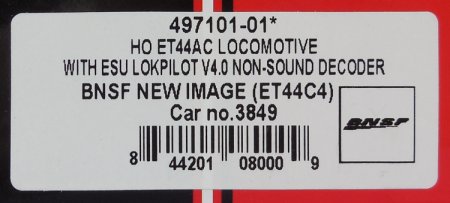 497101-01*
HO ET44AC LOCOMOTIVE
WITH ESU LOKPILOT V4.0 NON-SOUND DECODER
BNSF NEW IMAGE (ET44C4)
Car no.3849
BNSF
8 44201 08000 9